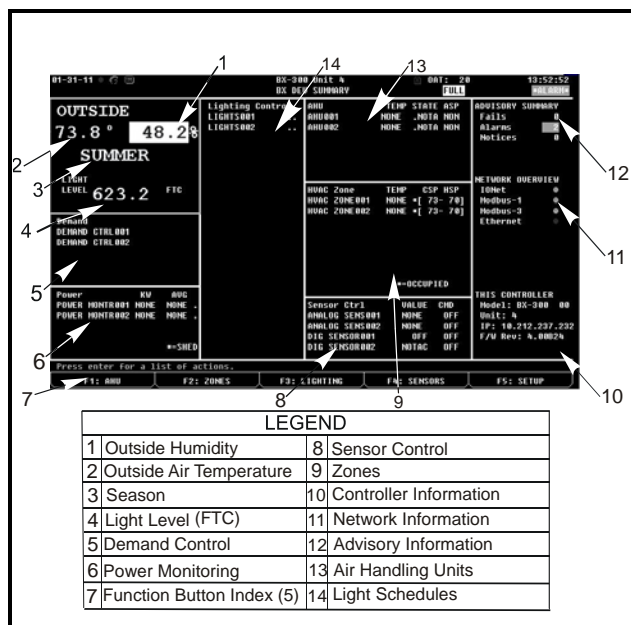 1 14 13
01-31-11 BX-300 Unit 4 OAT: 20 13:52:52
BX DEV SUMMARY FULL *ALARM*
OUTSIDE
73.8° 48.2%
SUMMER
LIGHT
LEVEL 623.2 FTC
Demand
DEMAND CTRL001
DEMAND CTRL002
Power KW AVG
POWER MONTR001 NONE NONE .
POWER MONTR002 NONE NONE .
*=SHED
Lighting Control
LIGHTS001 ..
LIGHTS002 ..
AHU TEMP STATE ASP
AHU001 NONE .NOTA NON
AHU002 NONE .NOTA NON
HVAC Zone TEMP CSP HSP
HVAC ZONE001 NONE *[ 73- 70]
HVAC ZONE002 NONE *[ 73- 70]
*=OCCUPIED
Sensor Ctrl VALUE CMD
ANALOG SENS001 NONE OFF
ANALOG SENS002 NONE OFF
DIG SENSOR001 OFF OFF
DIG SENSOR002 NOTAC OFF
ADVISORY SUMMARY
Fails 0
Alarms 2
Notices 0
NETWORK OVERVIEW
IONet
Modbus-1
Modbus-3
Ethernet
THIS CONTROLLER
Model: BX-300 00
Unit: 4
IP: 10.212.237.232
F/W Rev: 4.00B24
Press enter for a list of actions.
F1: AHU F2: ZONES F3: LIGHTING F4: SENSORS F5: SETUP
2
3
4
5
6
7
8
9
10
11
12
LEGEND
1 Outside Humidity 8 Sensor Control
2 Outside Air Temperature 9 Zones
3 Season 10 Controller Information
4 Light Level (FTC) 11 Network Information
5 Demand Control 12 Advisory Information
6 Power Monitoring 13 Air Handling Units
7 Function Button Index (5) 14 Light Schedules